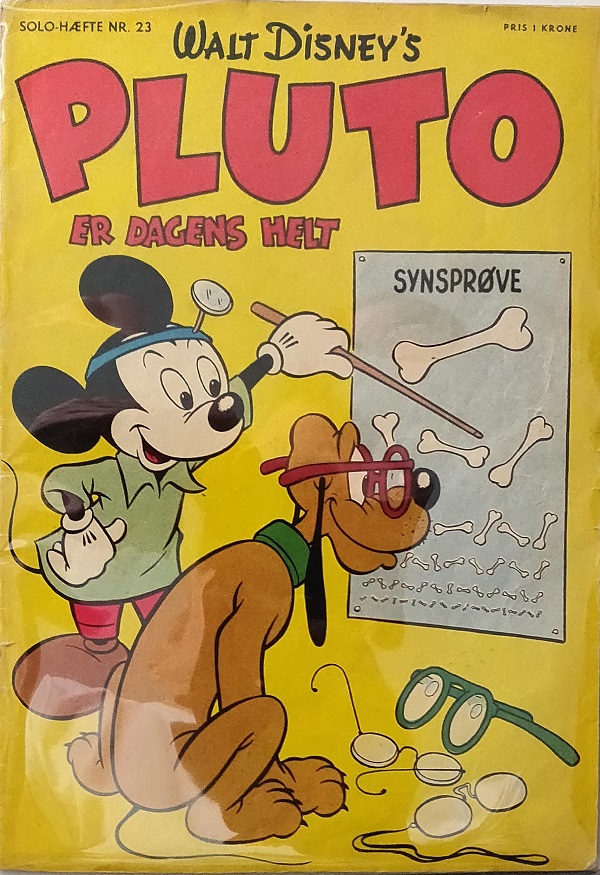 SOLO-HÆFTE NR. 23
PRIS 1 KRONE
WALT DISNEY'S
PLUTO
ER DAGENS HELT
SYNSPRØVE